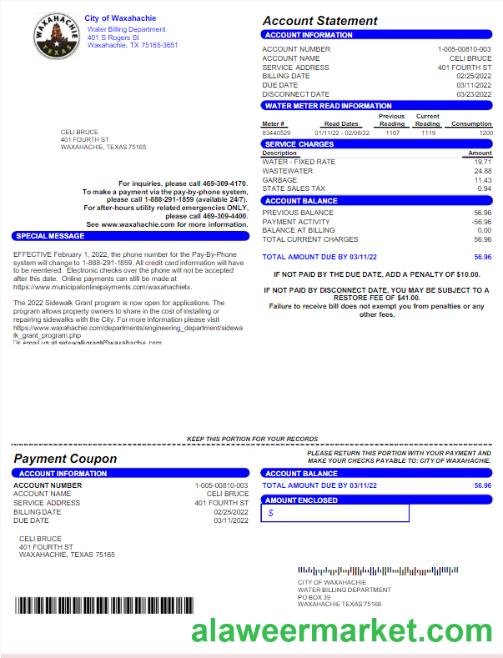 WAXAHACHIE
TEXAS
City of Waxahachie
Water Billing Department
401 S Rogers St
Waxahachie, TX 75165-3651
Account Statement
ACCOUNT INFORMATION
ACCOUNT NUMBER 1-005-00810-003
ACCOUNT NAME CELI BRUCE
SERVICE ADDRESS 401 FOURTH ST
BILLING DATE 02/25/2022
DUE DATE 03/11/2022
DISCONNECT DATE 03/23/2022
WATER METER READ INFORMATION
Previous Current
Meter # Read Dates Reading Reading Consumption
83440529 01/11/22 - 02/08/22 1107 1119 1200
SERVICE CHARGES
Description Amount
WATER - FIXED RATE 19.71
WASTEWATER 24.88
GARBAGE 11.43
STATE SALES TAX 0.94
ACCOUNT BALANCE
PREVIOUS BALANCE 56.96
PAYMENT ACTIVITY -56.96
BALANCE AT BILLING 0.00
TOTAL CURRENT CHARGES 56.96
TOTAL AMOUNT DUE BY 03/11/22 56.96
IF NOT PAID BY THE DUE DATE, ADD A PENALTY OF $10.00.
IF NOT PAID BY DISCONNECT DATE, YOU MAY BE SUBJECT TO A
RESTORE FEE OF $41.00.
Failure to receive bill does not exempt you from penalties or any
other fees.
CELI BRUCE
401 FOURTH ST
WAXAHACHIE, TEXAS 75165
For inquiries, please call 469-309-4170.
To make a payment via the pay-by-phone system,
please call 1-888-291-1859 (available 24/7).
For after-hours utility related emergencies ONLY,
please call 469-309-4400.
See www.waxahachie.com for more information.
SPECIAL MESSAGE
EFFECTIVE February 1, 2022, the phone number for the Pay-By-Phone
system will change to 1-888-291-1859. All credit card information will have
to be reentered. Electronic checks over the phone will not be accepted
after this date. Online payments can still be made at
https://www.municipalonlinepayments.com/waxahachietx.
The 2022 Sidewalk Grant program is now open for applications. The
program allows property owners to share in the cost of installing or
repairing sidewalks with the City. For more information please visit
https://www.waxahachie.com/departments/engineering_department/sidewa
lk_grant_program.php
Or email us at sidewalkgrant@waxahachie.com
KEEP THIS PORTION FOR YOUR RECORDS
Payment Coupon
PLEASE RETURN THIS PORTION WITH YOUR PAYMENT AND
MAKE YOUR CHECKS PAYABLE TO: CITY OF WAXAHACHIE.
ACCOUNT INFORMATION
ACCOUNT NUMBER 1-005-00810-003
ACCOUNT NAME CELI BRUCE
SERVICE ADDRESS 401 FOURTH ST
BILLING DATE 02/25/2022
DUE DATE 03/11/2022
ACCOUNT BALANCE
TOTAL AMOUNT DUE BY 03/11/22 56.96
AMOUNT ENCLOSED
$
CELI BRUCE
401 FOURTH ST
WAXAHACHIE, TEXAS 75165
CITY OF WAXAHACHIE
WATER BILLING DEPARTMENT
PO BOX 39
WAXAHACHIE TEXAS 75168
alaweermarket.com